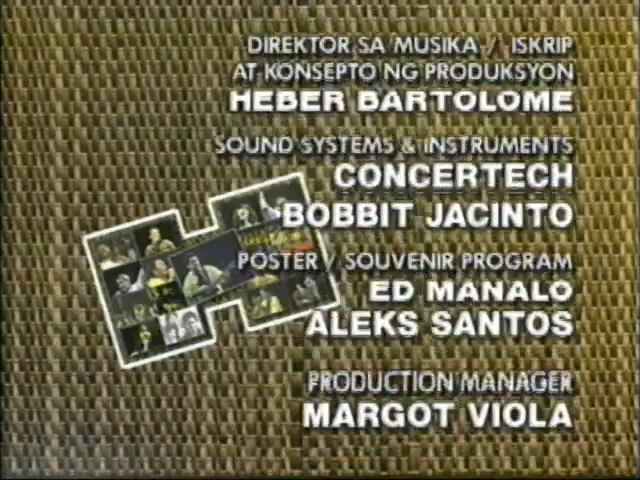 DIREKTOR SA MUSIKA / ISKRIP
AT KONSEPTO NG PRODUKSYON
HEBER BARTOLOME
SOUND SYSTEMS & INSTRUMENTS
CONCERTECH
BOBBIT JACINTO
POSTER / SOUVENIR PROGRAM
ED MANALO
ALEKS SANTOS
PRODUCTION MANAGER
MARGOT VIOLA